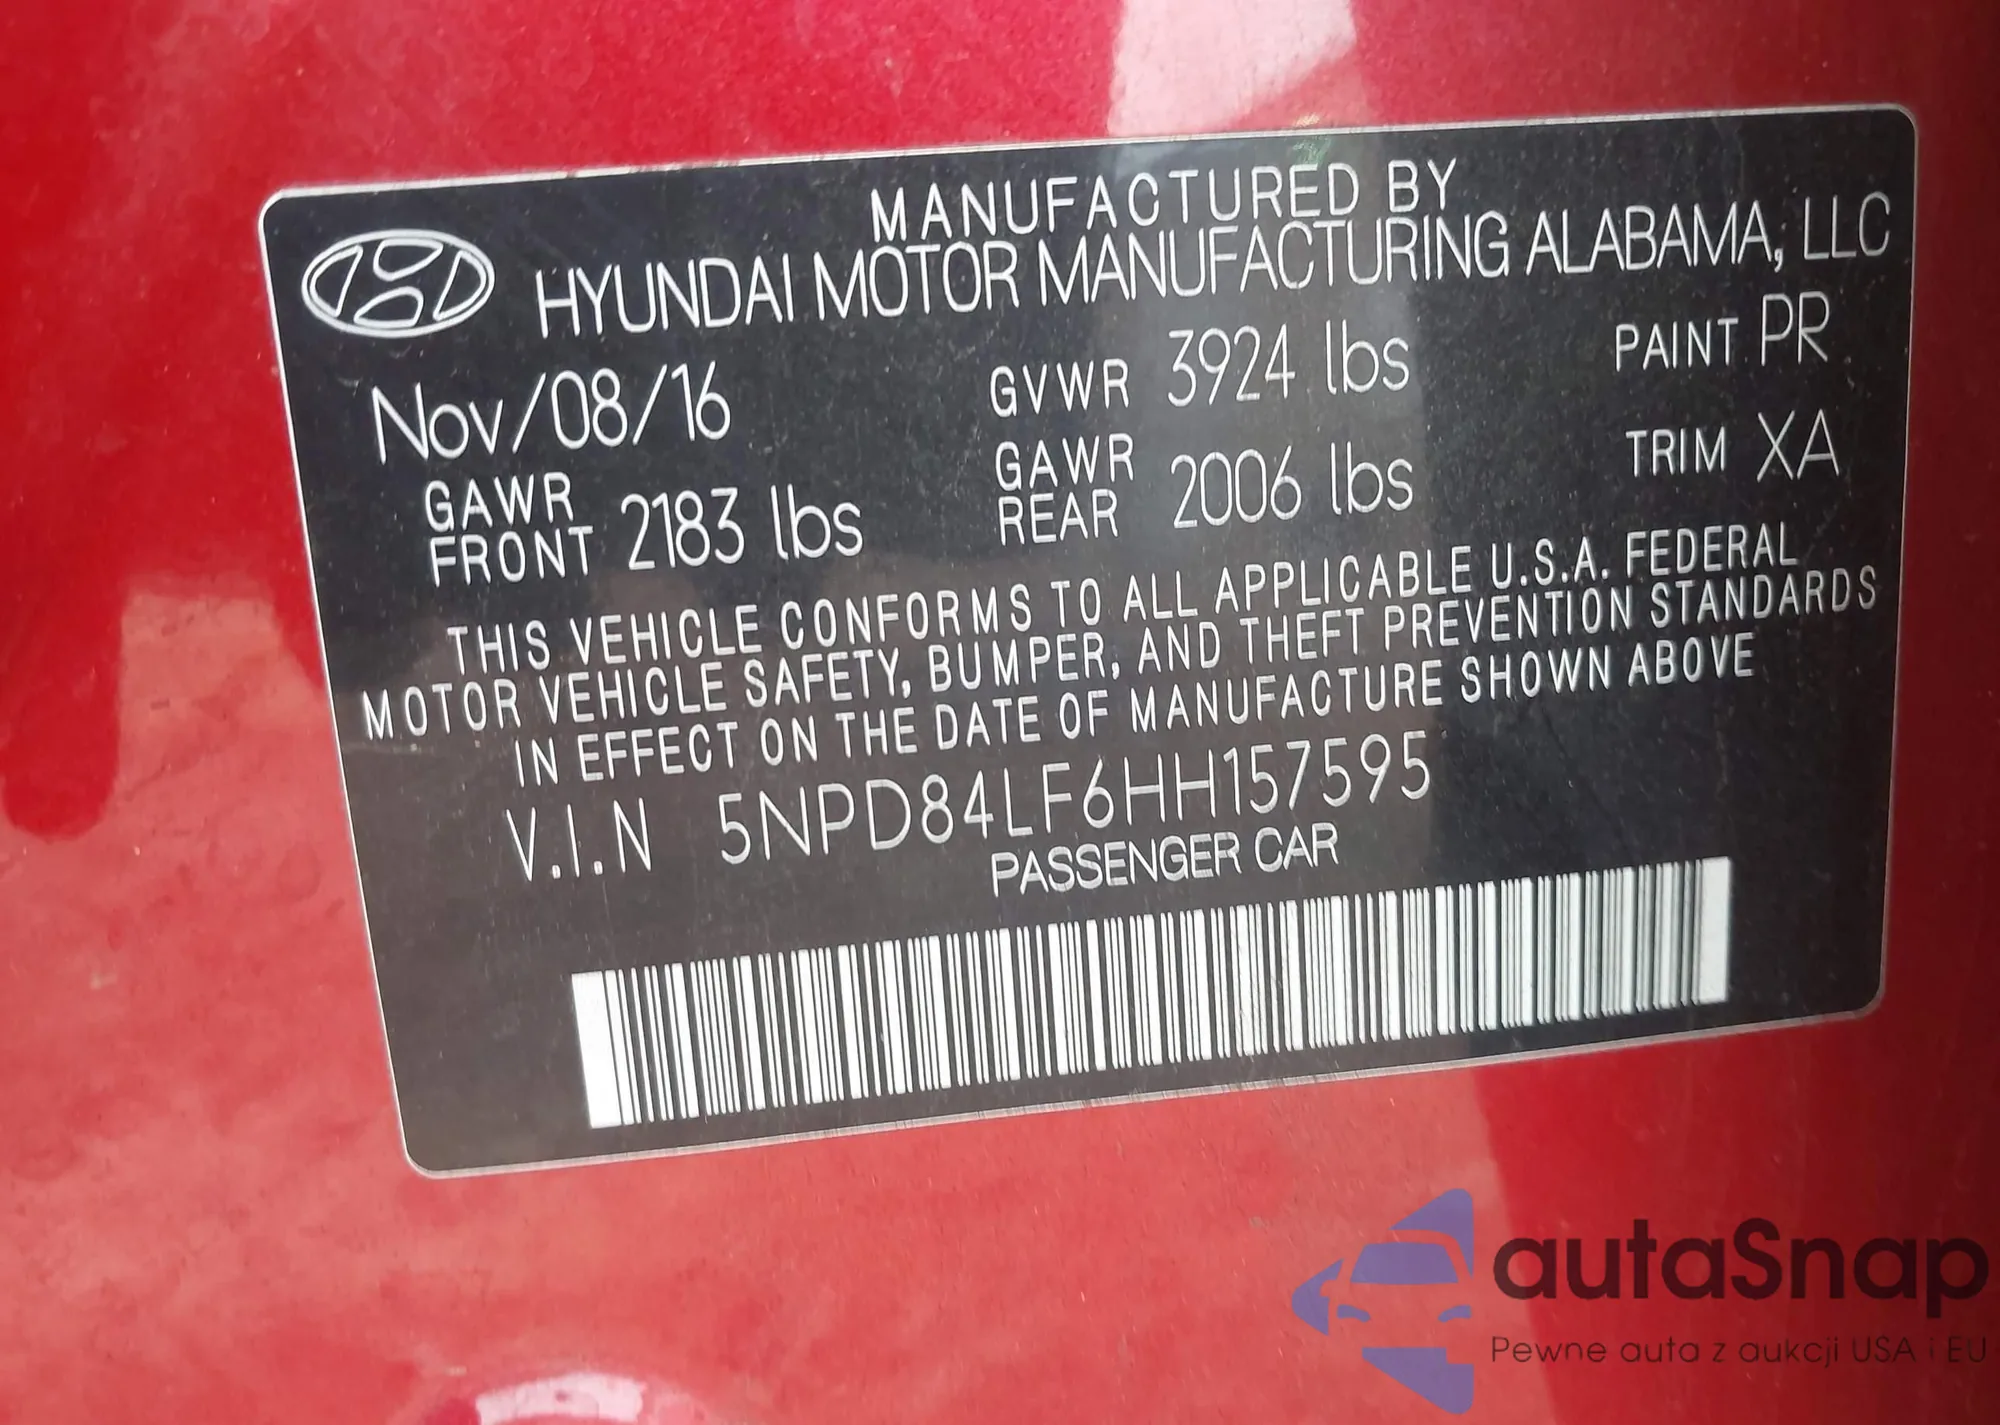 MANUFACTURED BY
HYUNDAI MOTOR MANUFACTURING ALABAMA, LLC
Nov/08/16 GVWR 3924 lbs PAINT PR
GAWR FRONT 2183 lbs GAWR REAR 2006 lbs TRIM XA
THIS VEHICLE CONFORMS TO ALL APPLICABLE U.S.A. FEDERAL
MOTOR VEHICLE SAFETY, BUMPER, AND THEFT PREVENTION STANDARDS
IN EFFECT ON THE DATE OF MANUFACTURE SHOWN ABOVE
V.I.N 5NPD84LF6HH157595
PASSENGER CAR
autaSnap
Pewne auta z aukcji USA i EU